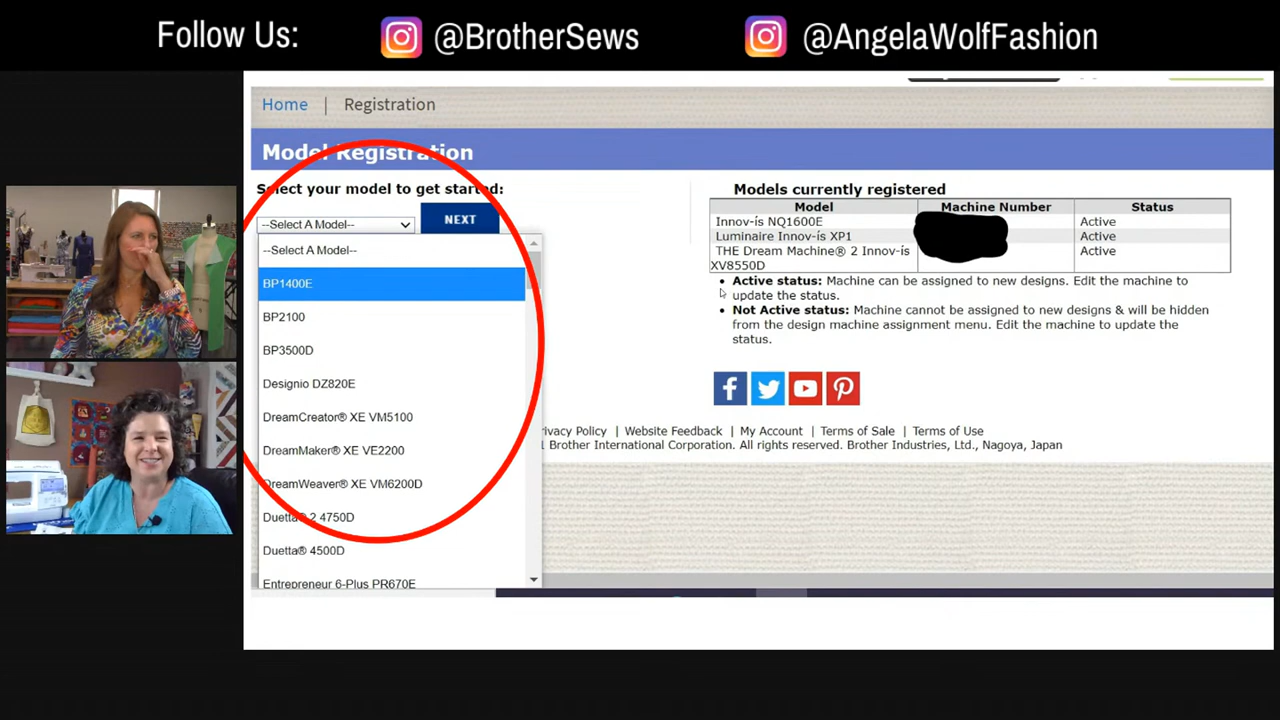 Follow Us:
@BrotherSews
@AngelaWolfFashion
Home | Registration
Model Registration
Select your model to get started:
--Select A Model--
NEXT
--Select A Model--
BP1400E
BP2100
BP3500D
Designio DZ820E
DreamCreator® XE VM5100
DreamMaker® XE VE2200
DreamWeaver® XE VM6200D
Duetta® 2 4750D
Duetta® 4500D
Entrepreneur 6-Plus PR670E
Models currently registered
Model Machine Number Status
Innov-ís NQ1600E Active
Luminaire Innov-ís XP1 Active
THE Dream Machine® 2 Innov-ís Active
XV8550D
• Active status: Machine can be assigned to new designs. Edit the machine to
update the status.
• Not Active status: Machine cannot be assigned to new designs & will be hidden
from the design machine assignment menu. Edit the machine to update the
status.
rivacy Policy | Website Feedback | My Account | Terms of Sale | Terms of Use
1 Brother International Corporation. All rights reserved. Brother Industries, Ltd., Nagoya, Japan